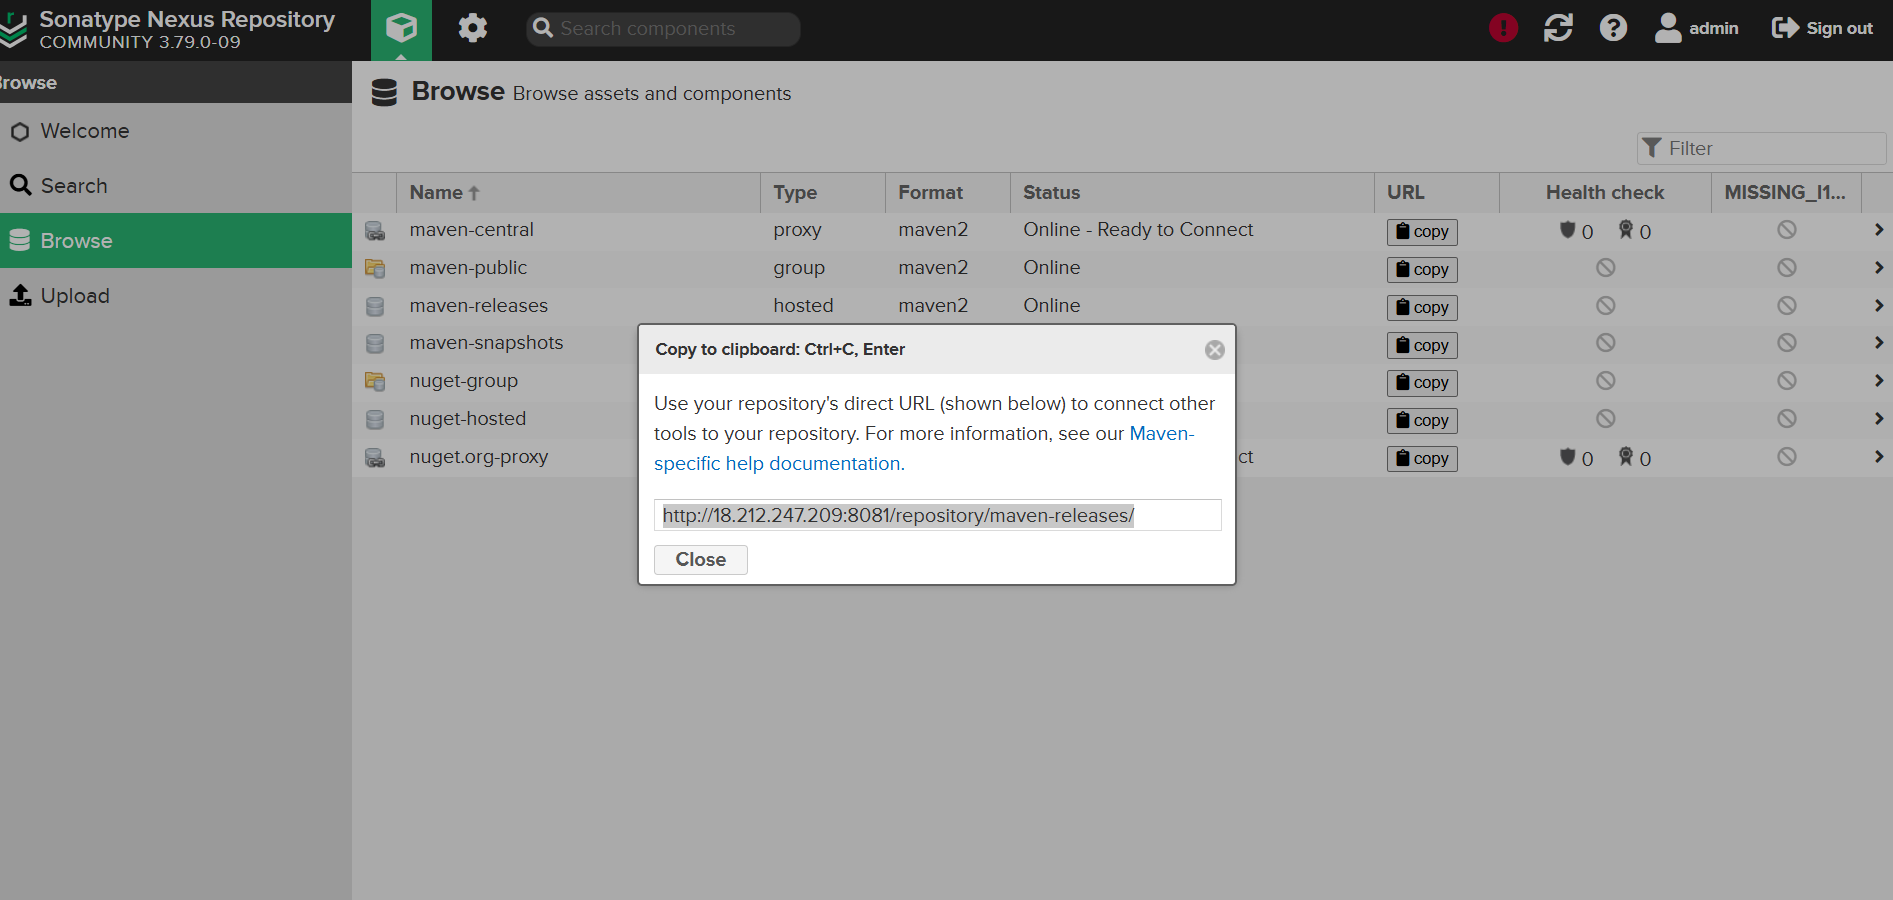 Sonatype Nexus Repository
COMMUNITY 3.79.0-09
Search components
admin
Sign out
Browse
Welcome
Search
Browse
Upload
Browse Browse assets and components
Filter
Name Type Format Status URL Health check MISSING_I1...
maven-central proxy maven2 Online - Ready to Connect copy 0 0
maven-public group maven2 Online copy
maven-releases hosted maven2 Online copy
maven-snapshots copy
nuget-group copy
nuget-hosted copy
nuget.org-proxy ct copy 0 0
Copy to clipboard: Ctrl+C, Enter
Use your repository's direct URL (shown below) to connect other
tools to your repository. For more information, see our Maven-
specific help documentation.
http://18.212.247.209:8081/repository/maven-releases/
Close